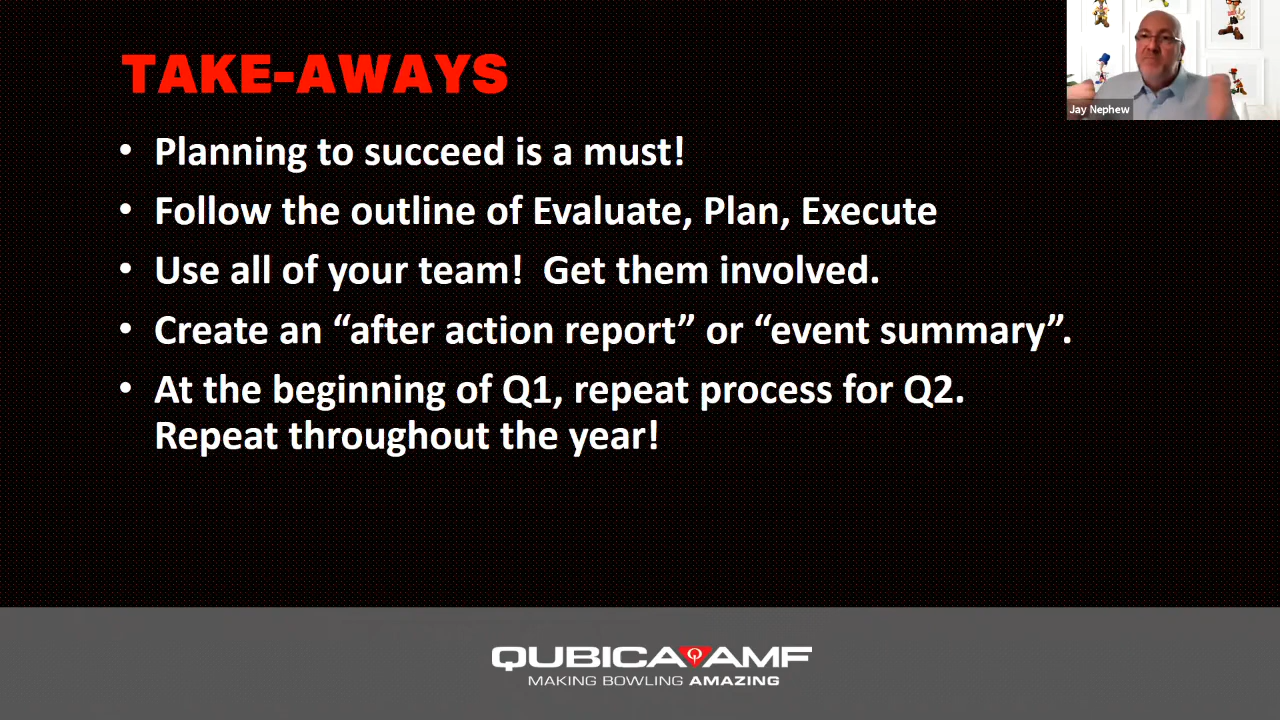 TAKE-AWAYS
Jay Nephew
• Planning to succeed is a must!
• Follow the outline of Evaluate, Plan, Execute
• Use all of your team!  Get them involved.
• Create an “after action report” or “event summary”.
• At the beginning of Q1, repeat process for Q2.
Repeat throughout the year!
QUBICA AMF
MAKING BOWLING AMAZING